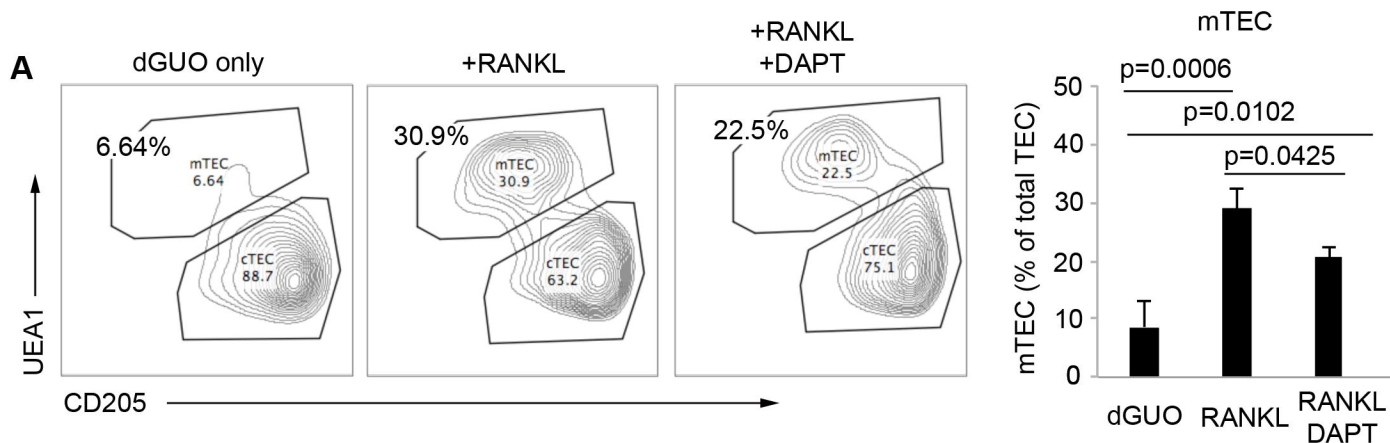 A
dGUO only
+RANKL
+RANKL
+DAPT
6.64%
mTEC
6.64
cTEC
88.7
30.9%
mTEC
30.9
cTEC
63.2
22.5%
mTEC
22.5
cTEC
75.1
UEA1
CD205
mTEC
p=0.0006
p=0.0102
p=0.0425
mTEC (% of total TEC)
50
40
30
20
10
0
dGUO
RANKL
RANKL
DAPT